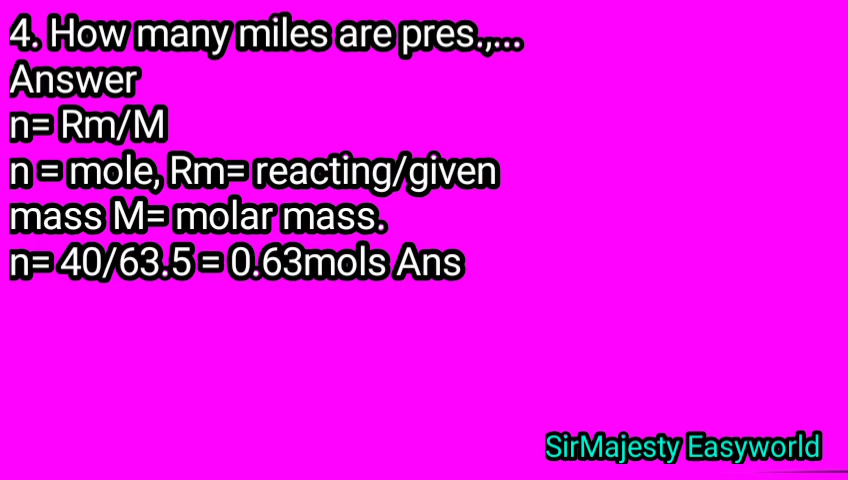 4. How many miles are pres.,...
Answer
n= Rm/M
n = mole, Rm= reacting/given
mass M= molar mass.
n= 40/63.5 = 0.63mols Ans
SirMajesty Easyworld